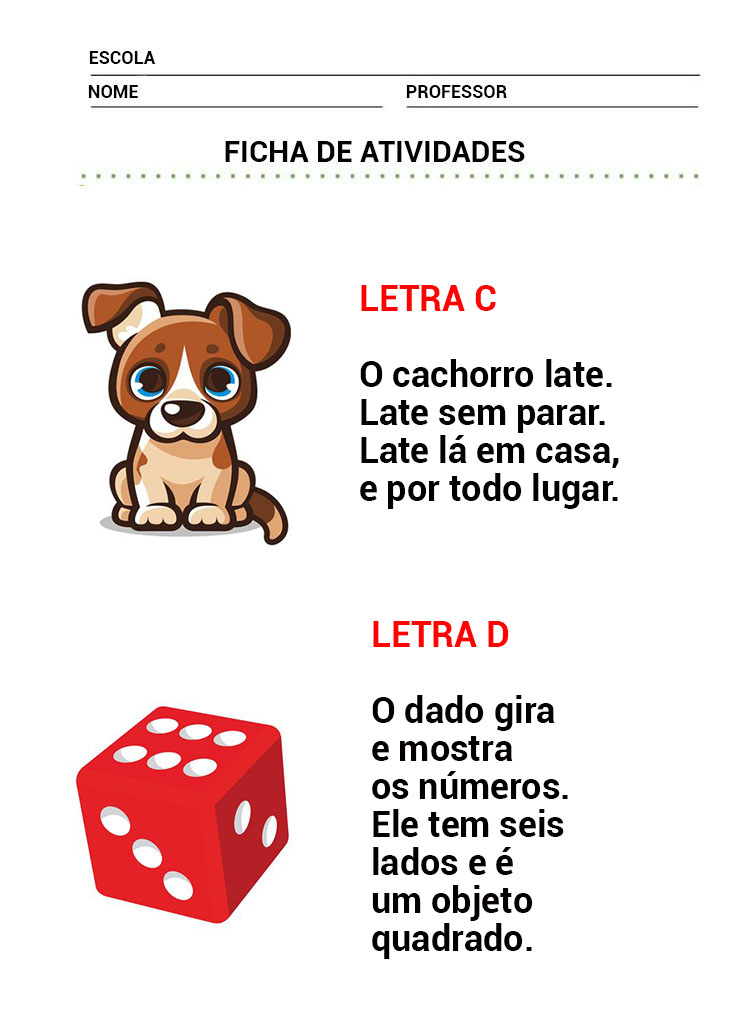 ESCOLA
NOME PROFESSOR
FICHA DE ATIVIDADES
LETRA C
O cachorro late.
Late sem parar.
Late lá em casa,
e por todo lugar.
LETRA D
O dado gira
e mostra
os números.
Ele tem seis
lados e é
um objeto
quadrado.